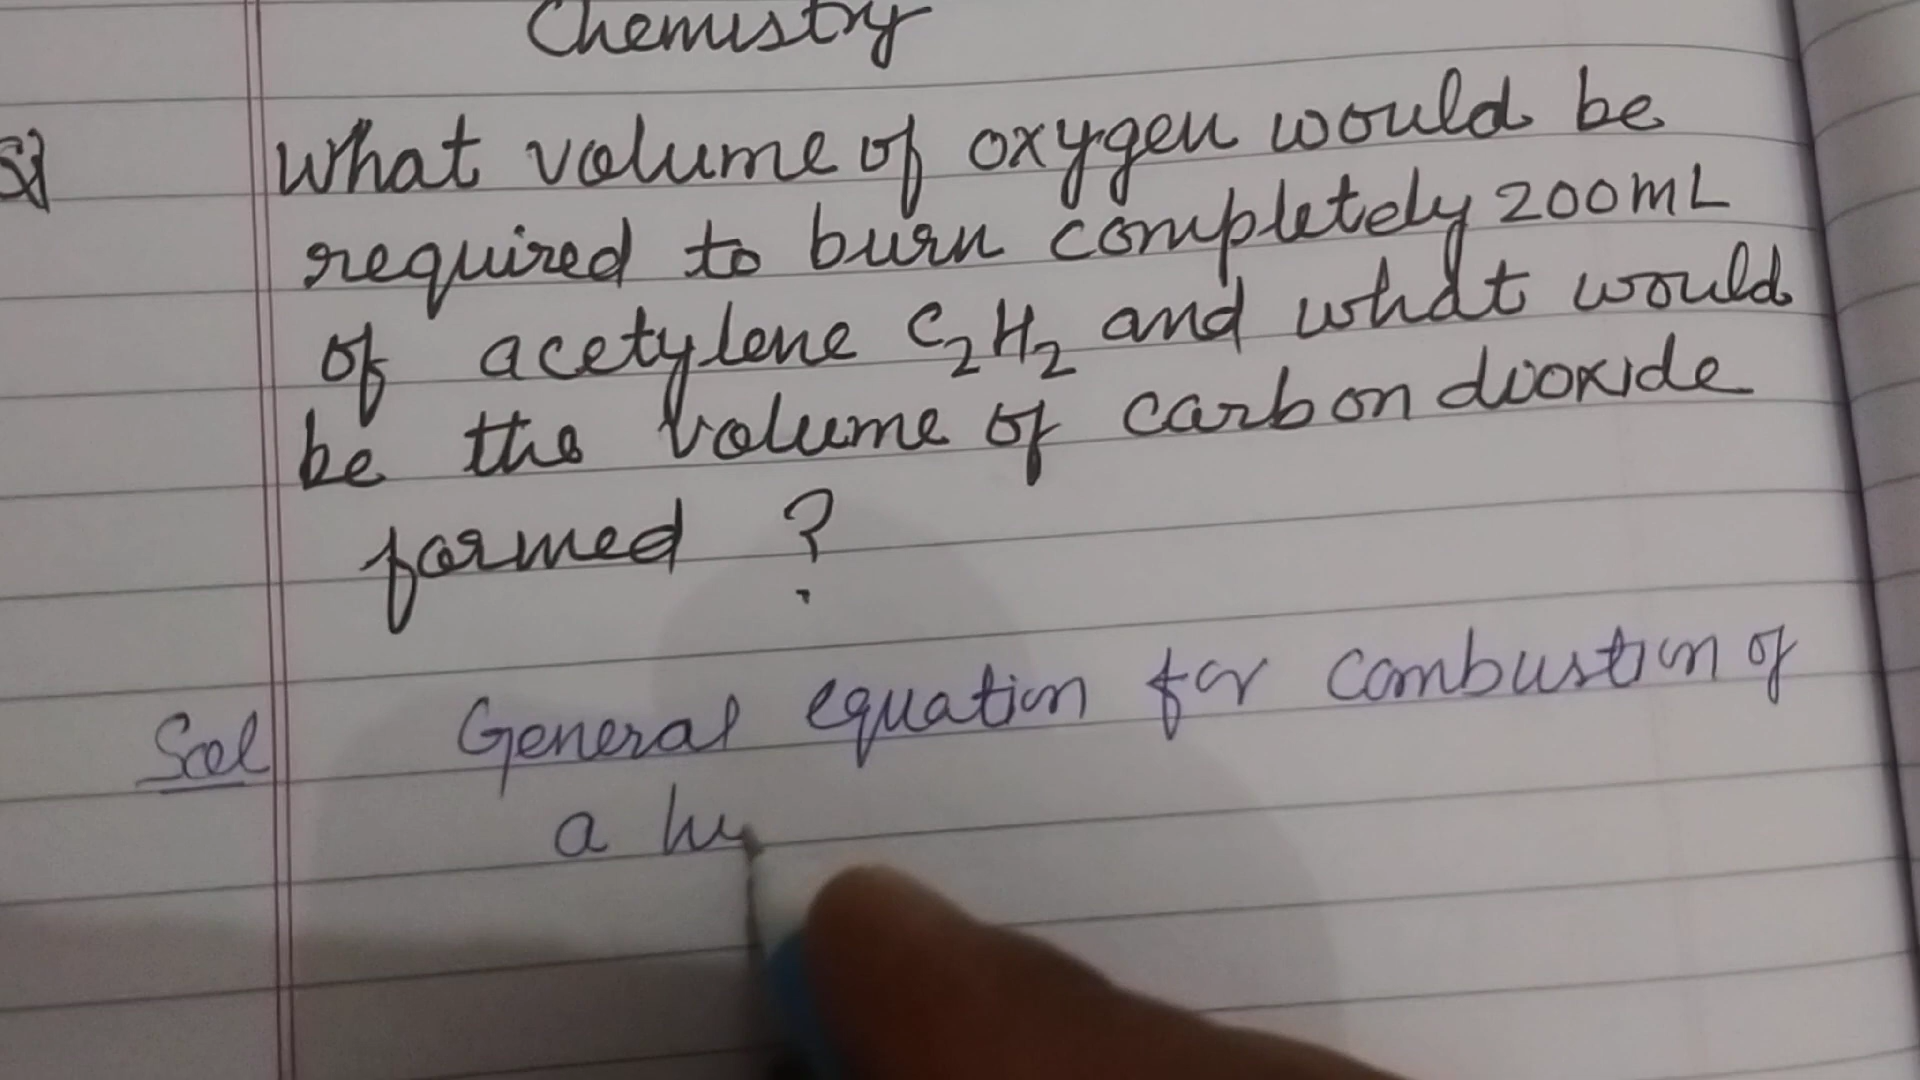 Chemistry
What volume of oxygen would be
required to burn completely 200mL
of acetylene C₂H₂ and what would
be the volume of carbon dioxide
formed ?
Sol General equation for combustion of
a hy